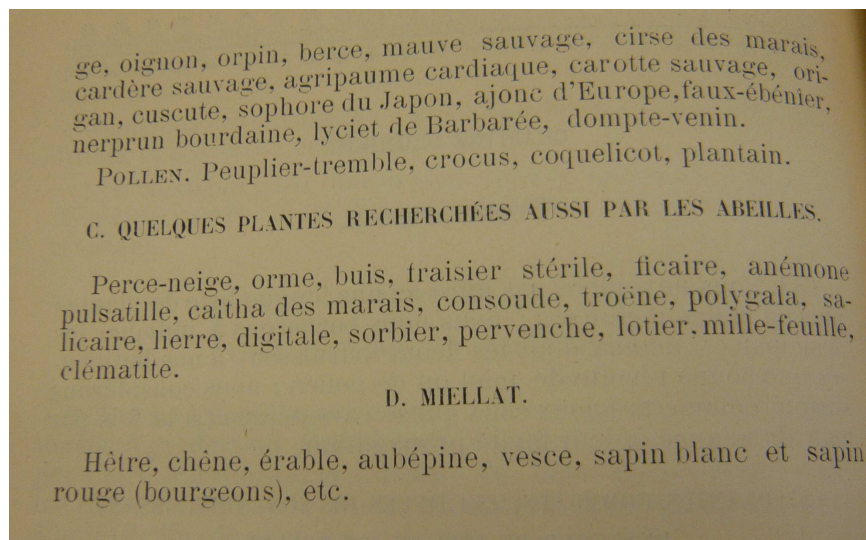 ge, oignon, orpin, berce, mauve sauvage, cirse des marais,
cardère sauvage, agripaume cardiaque, carotte sauvage, ori-
gan, cuscute, sophore du Japon, ajonc d'Europe, faux-ébénier,
nerprun bourdaine, lyciet de Barbarée, dompte-venin.
POLLEN. Peuplier-tremble, crocus, coquelicot, plantain.
C. QUELQUES PLANTES RECHERCHÉES AUSSI PAR LES ABEILLES.
Perce-neige, orme, buis, fraisier stérile, ficaire, anémone
pulsatille, caltha des marais, consoude, troëne, polygala, sa-
licaire, lierre, digitale, sorbier, pervenche, lotier, mille-feuille,
clématite.
D. MIELLAT.
Hêtre, chêne, érable, aubépine, vesce, sapin blanc et sapin
rouge (bourgeons), etc.